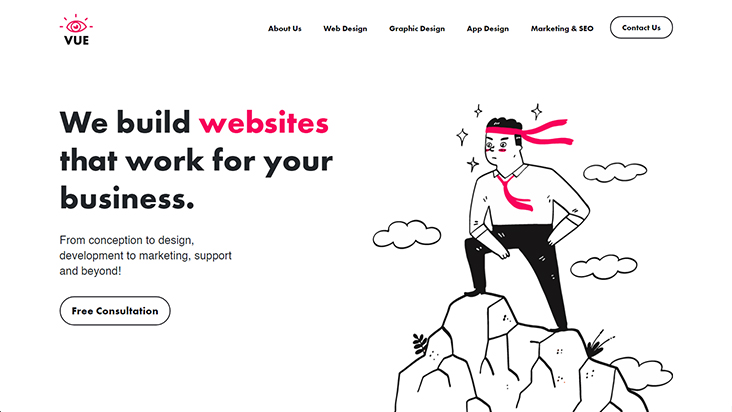 VUE
About Us
Web Design
Graphic Design
App Design
Marketing & SEO
Contact Us
We build websites
that work for your
business.
From conception to design,
development to marketing, support
and beyond!
Free Consultation